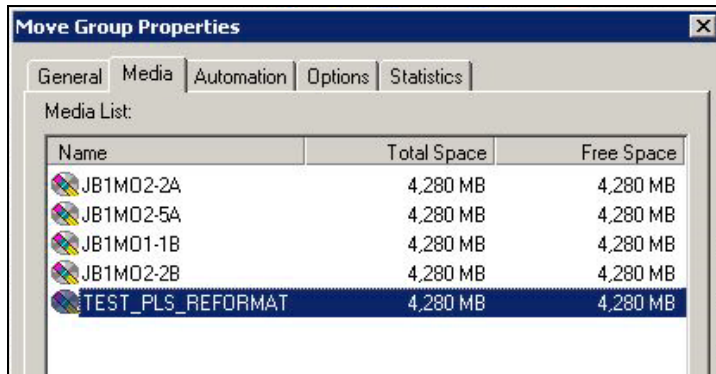 Move Group Properties
General Media Automation Options Statistics
Media List:
Name Total Space Free Space
JB1MO2-2A 4,280 MB 4,280 MB
JB1MO2-5A 4,280 MB 4,280 MB
JB1MO1-1B 4,280 MB 4,280 MB
JB1MO2-2B 4,280 MB 4,280 MB
TEST_PLS_REFORMAT 4,280 MB 4,280 MB